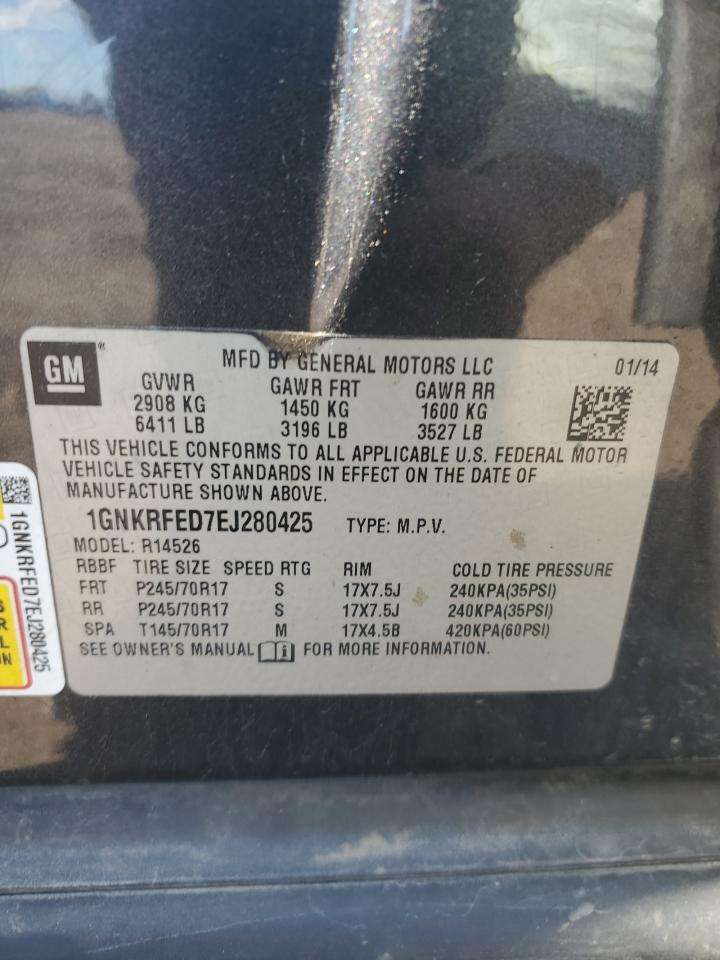 GM
MFD BY GENERAL MOTORS LLC 01/14
GVWR GAWR FRT GAWR RR
2908 KG 1450 KG 1600 KG
6411 LB 3196 LB 3527 LB
THIS VEHICLE CONFORMS TO ALL APPLICABLE U.S. FEDERAL MOTOR
VEHICLE SAFETY STANDARDS IN EFFECT ON THE DATE OF
MANUFACTURE SHOWN ABOVE.
1GNKRFED7EJ280425 TYPE: M.P.V.
MODEL: R14526
RBBF TIRE SIZE SPEED RTG RIM COLD TIRE PRESSURE
FRT P245/70R17 S 17X7.5J 240KPA(35PSI)
RR P245/70R17 S 17X7.5J 240KPA(35PSI)
SPA T145/70R17 M 17X4.5B 420KPA(60PSI)
SEE OWNER'S MANUAL i FOR MORE INFORMATION.
1GNKRFED7EJ280425